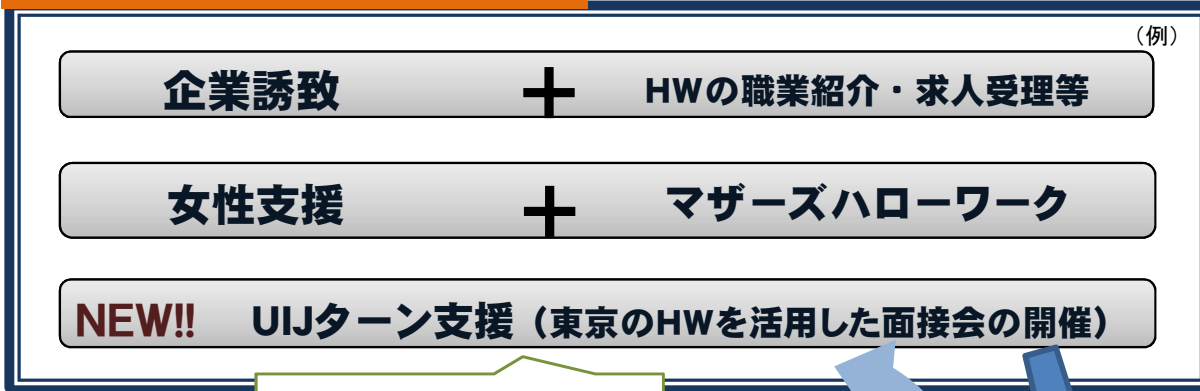 (例)
企業誘致 + HWの職業紹介・求人受理等
女性支援 + マザーズハローワーク
NEW!! UIJターン支援（東京のHWを活用した面接会の開催）